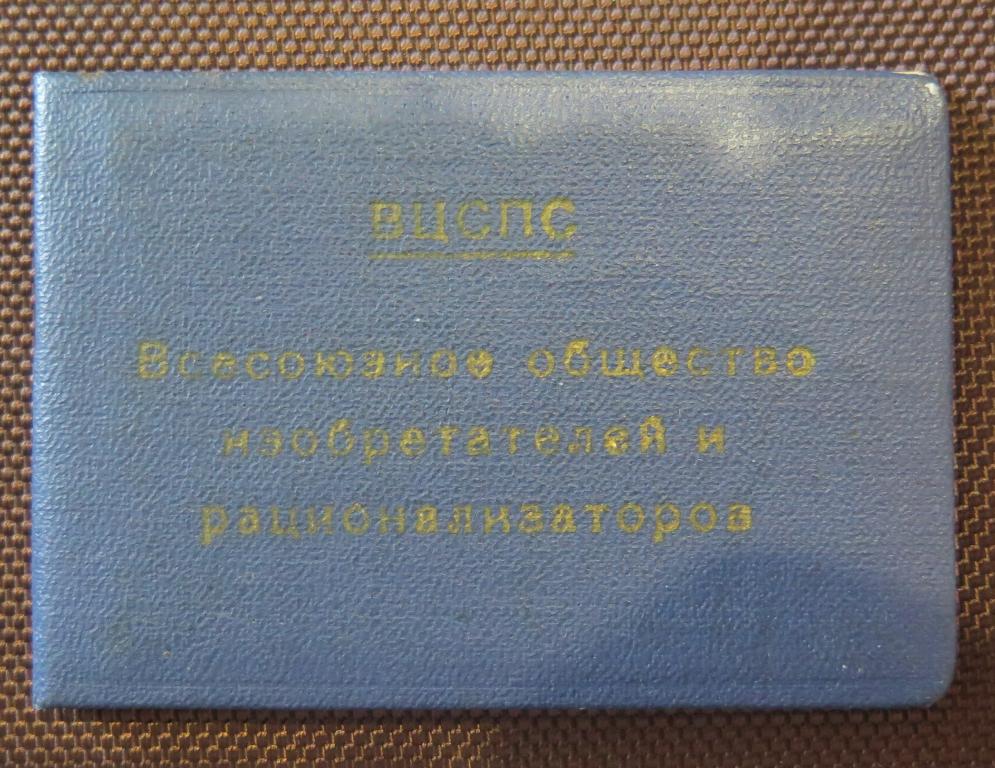 ВЦСПС
Всесоюзное общество
изобретателей и
рационализаторов